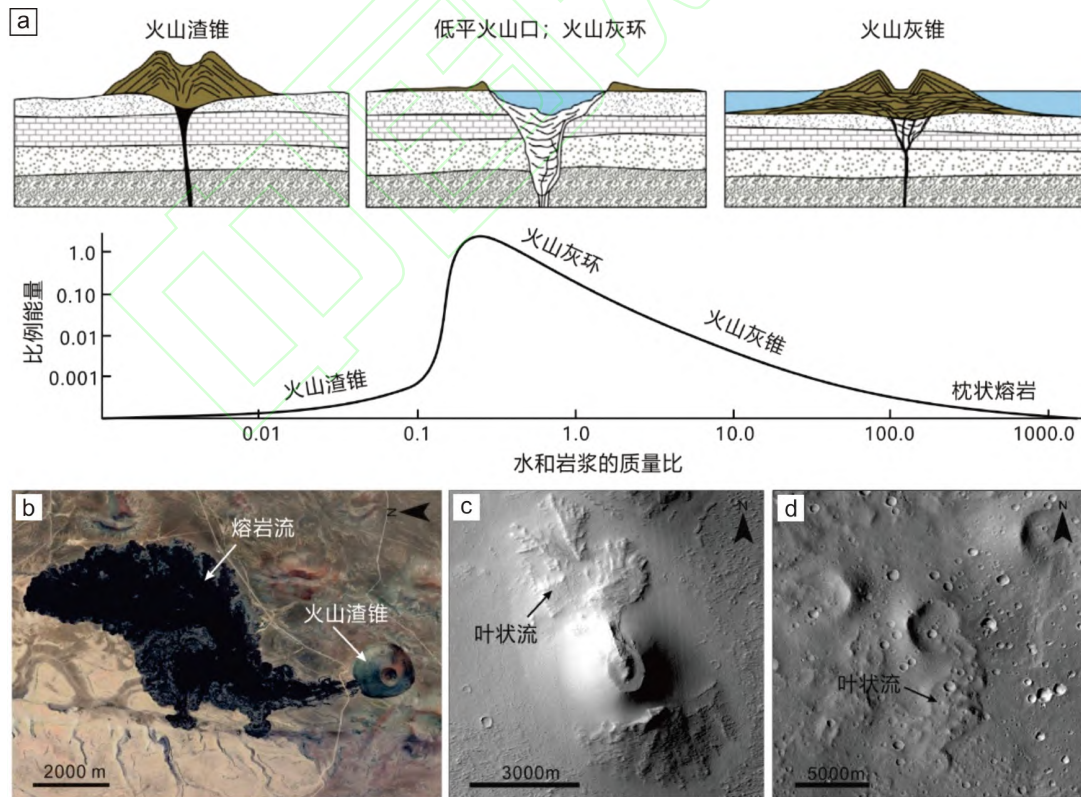 a
火山渣锥
低平火山口；火山灰环
火山灰锥
比例能量
1.0
0.10
0.01
0.001
火山渣锥
火山灰环
火山灰锥
枕状熔岩
0.01
0.1
1.0
10.0
100.0
1000.0
水和岩浆的质量比
b
熔岩流
火山渣锥
N
2000 m
c
N
叶状流
3000m
d
N
叶状流
5000m